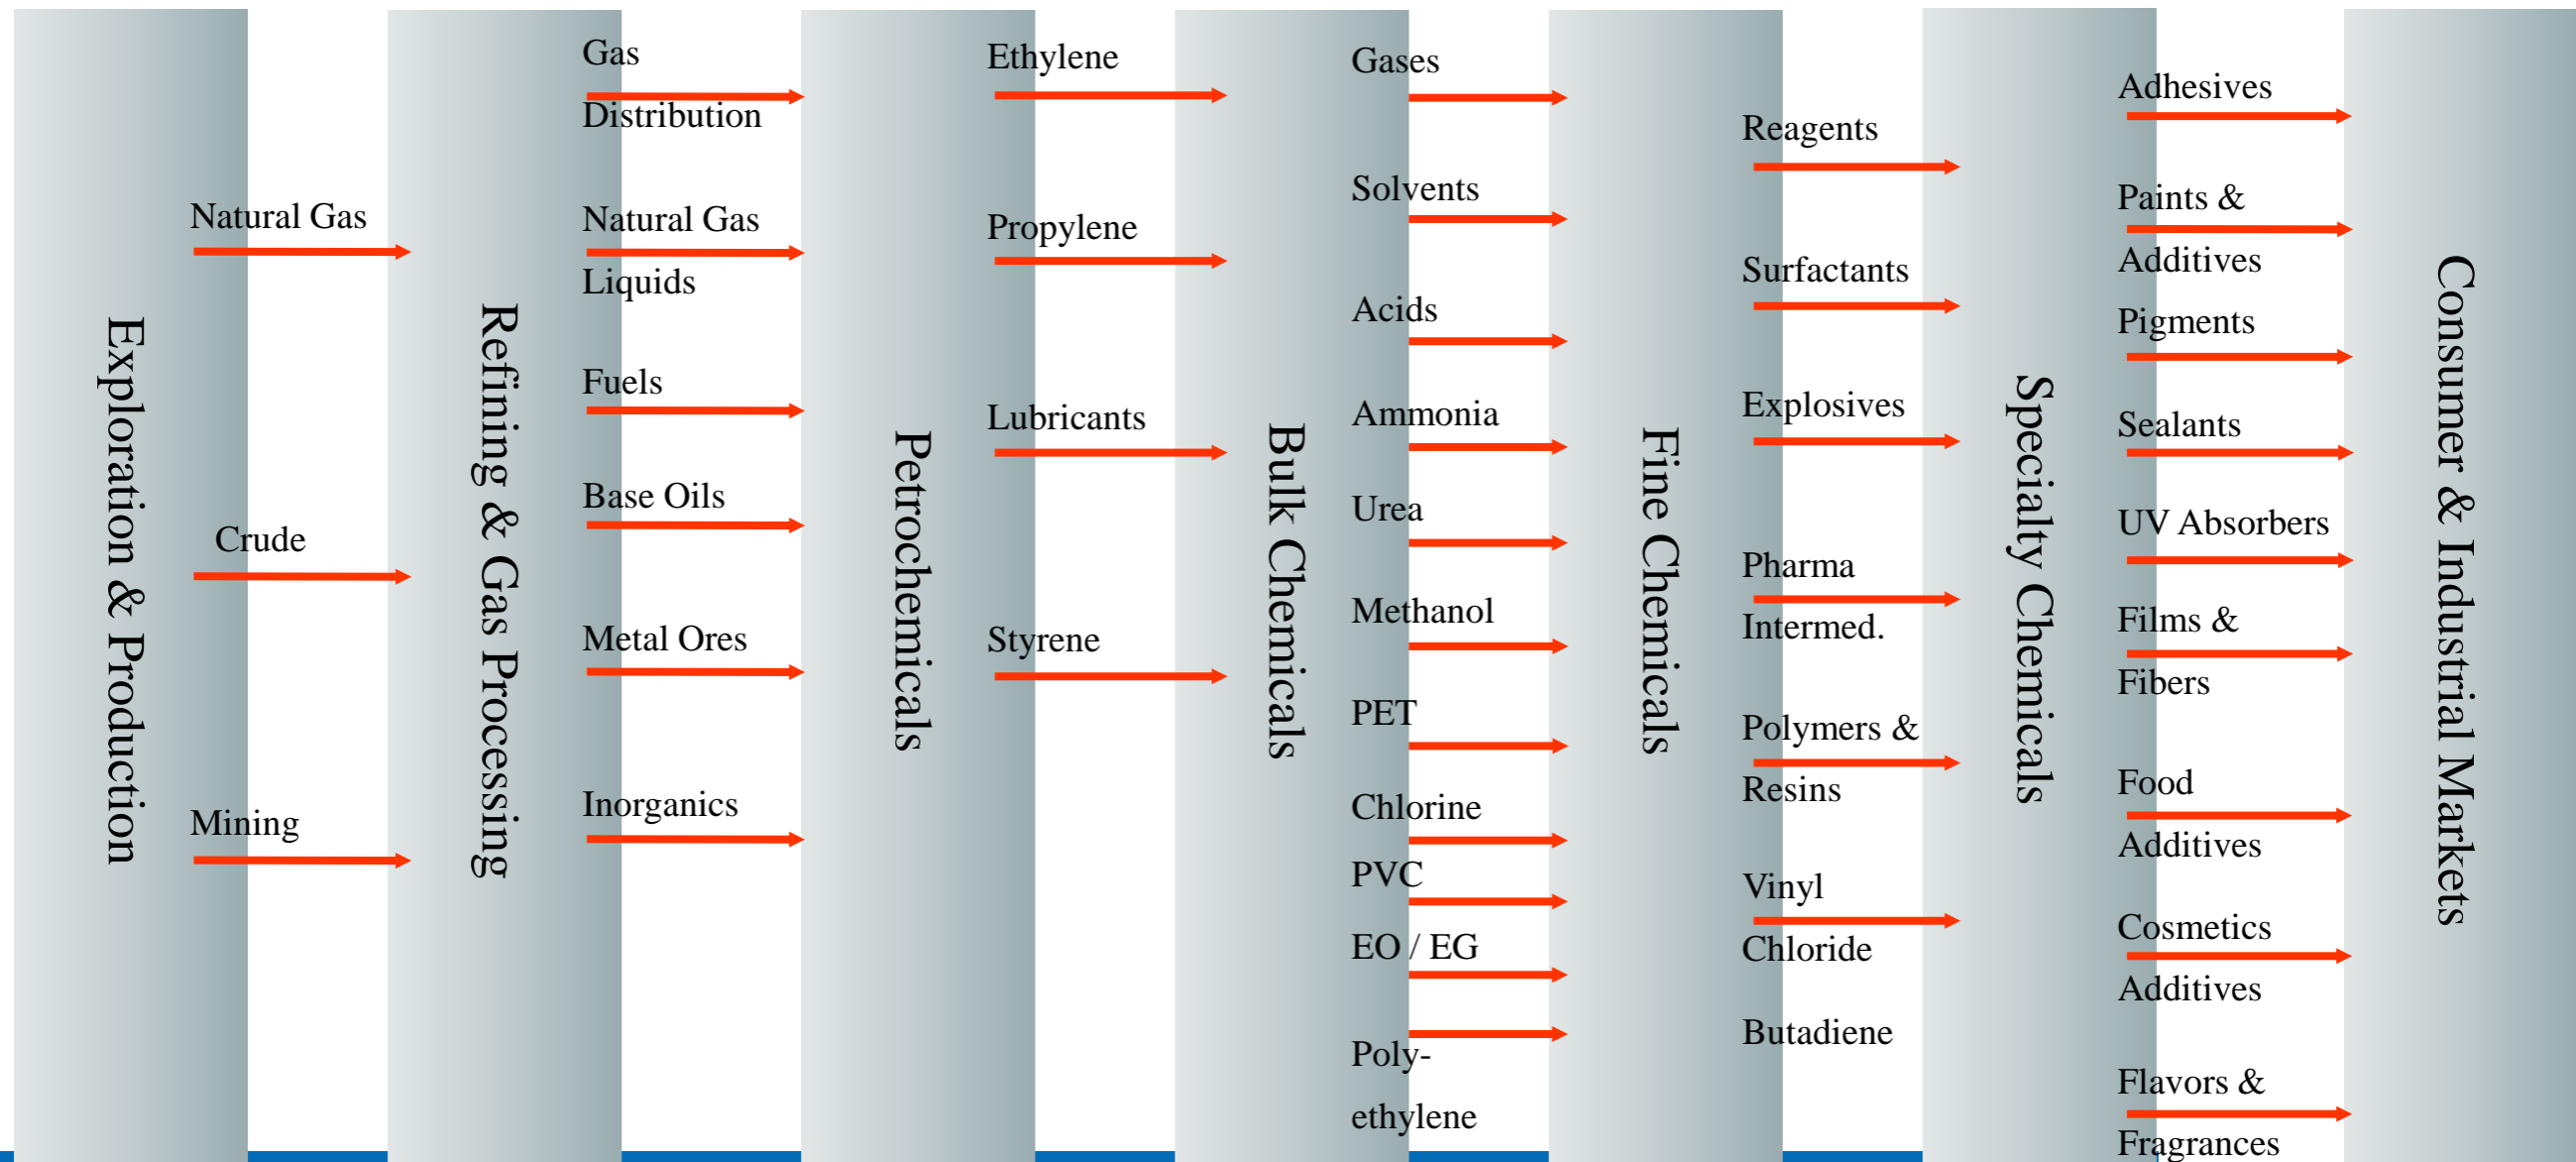 Exploration & Production
Natural Gas
Crude
Mining
Refining & Gas Processing
Gas
Distribution
Natural Gas
Liquids
Fuels
Base Oils
Metal Ores
Inorganics
Petrochemicals
Ethylene
Propylene
Lubricants
Styrene
Bulk Chemicals
Gases
Solvents
Acids
Ammonia
Urea
Methanol
PET
Chlorine
PVC
EO / EG
Poly-
ethylene
Fine Chemicals
Reagents
Surfactants
Explosives
Pharma
Intermed.
Polymers &
Resins
Vinyl
Chloride
Butadiene
Specialty Chemicals
Adhesives
Paints &
Additives
Pigments
Sealants
UV Absorbers
Films &
Fibers
Food
Additives
Cosmetics
Additives
Flavors &
Fragrances
Consumer & Industrial Markets